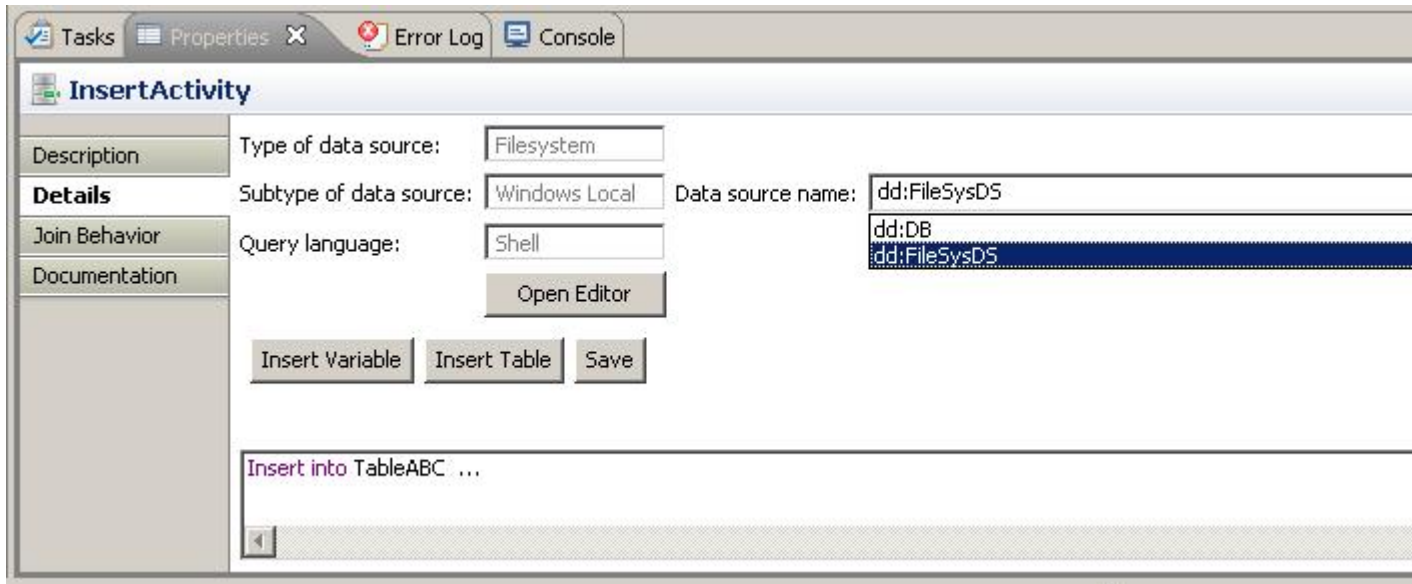 Tasks Properties Error Log Console
InsertActivity
Description
Details
Join Behavior
Documentation
Type of data source: Filesystem
Subtype of data source: Windows Local Data source name: dd:FileSysDS
dd:DB
dd:FileSysDS
Query language: Shell
Open Editor
Insert Variable Insert Table Save
Insert into TableABC ...